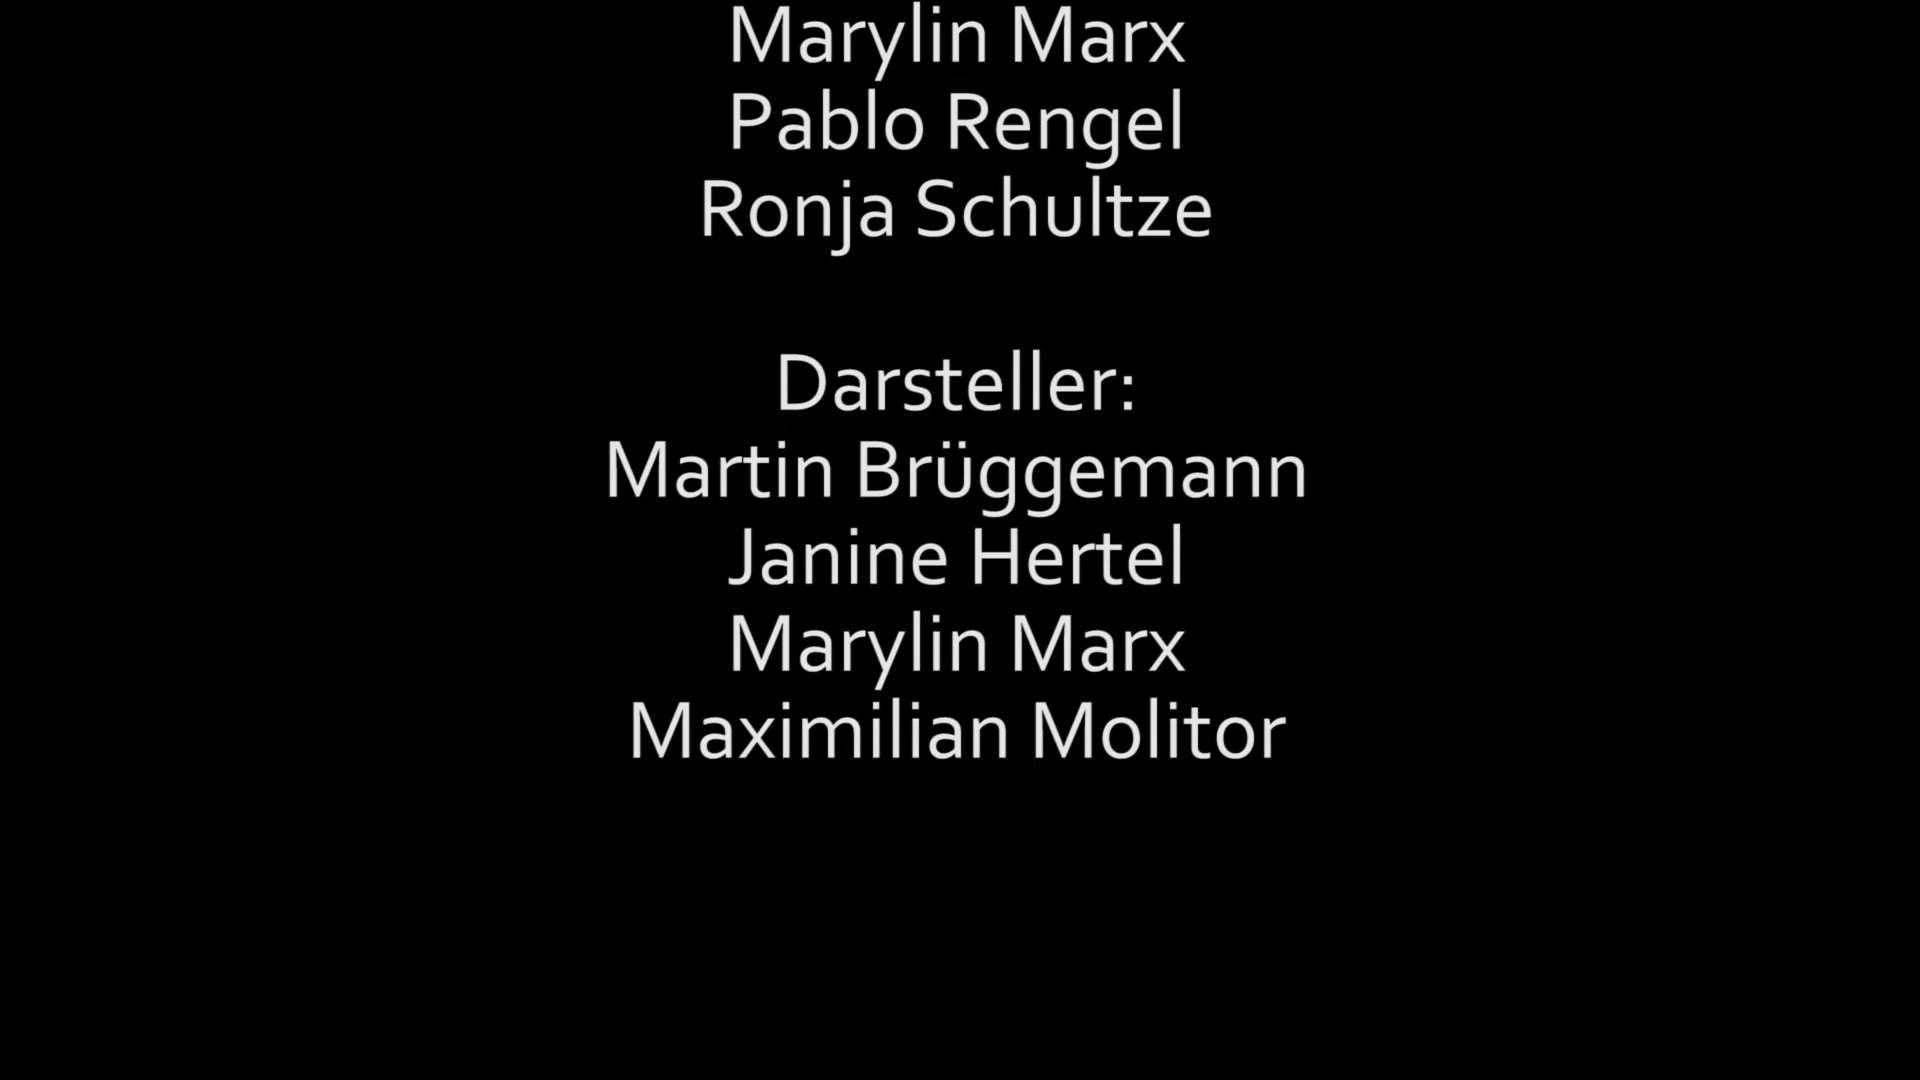 Marylin Marx
Pablo Rengel
Ronja Schultze
Darsteller:
Martin Brüggemann
Janine Hertel
Marylin Marx
Maximilian Molitor